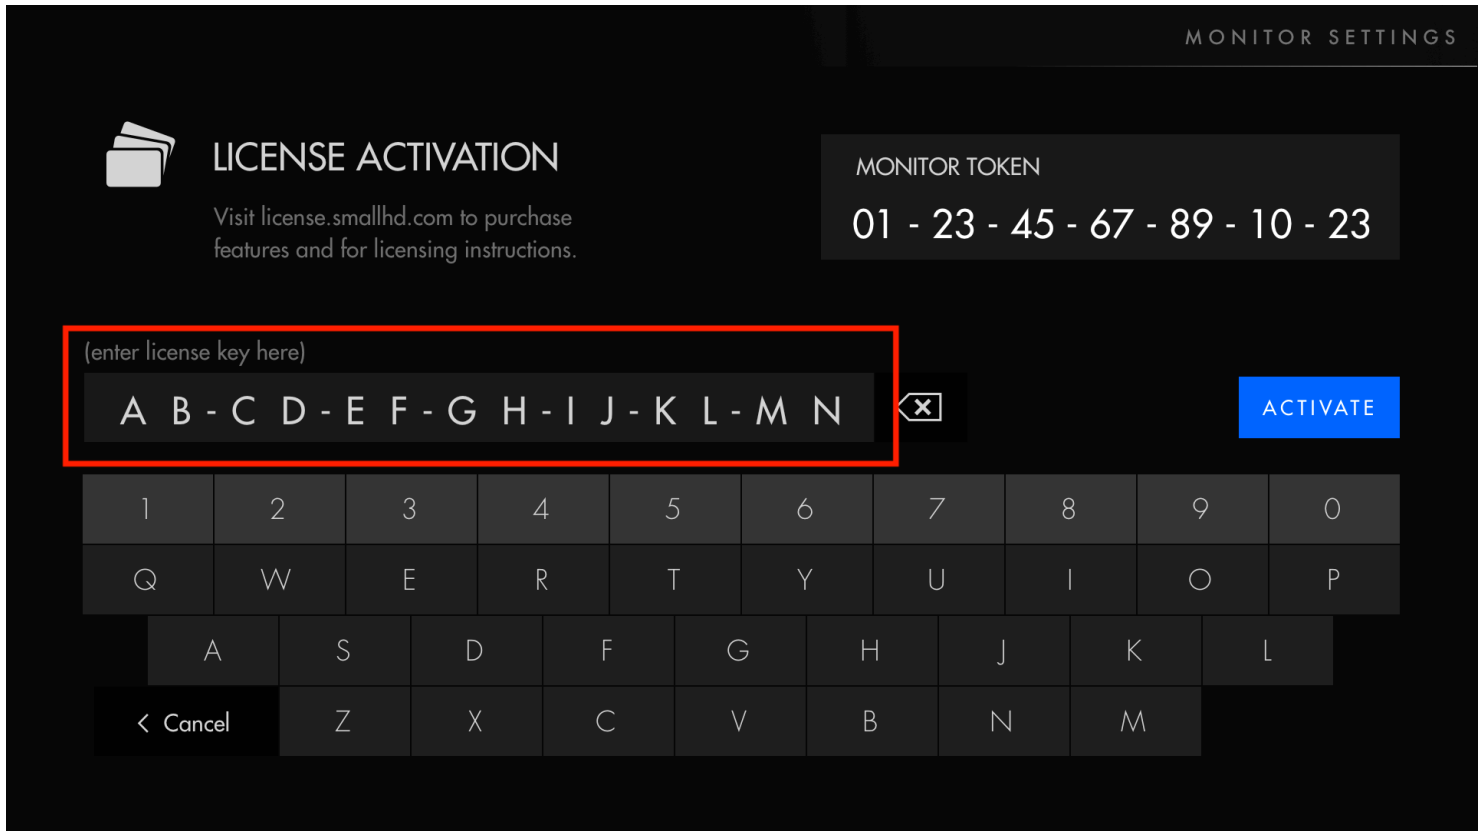 MONITOR SETTINGS
LICENSE ACTIVATION
Visit license.smallhd.com to purchase
features and for licensing instructions.
MONITOR TOKEN
01 - 23 - 45 - 67 - 89 - 10 - 23
(enter license key here)
A B - C D - E F - G H - I J - K L - M N
ACTIVATE
1 2 3 4 5 6 7 8 9 0
Q W E R T Y U I O P
A S D F G H J K L
< Cancel Z X C V B N M